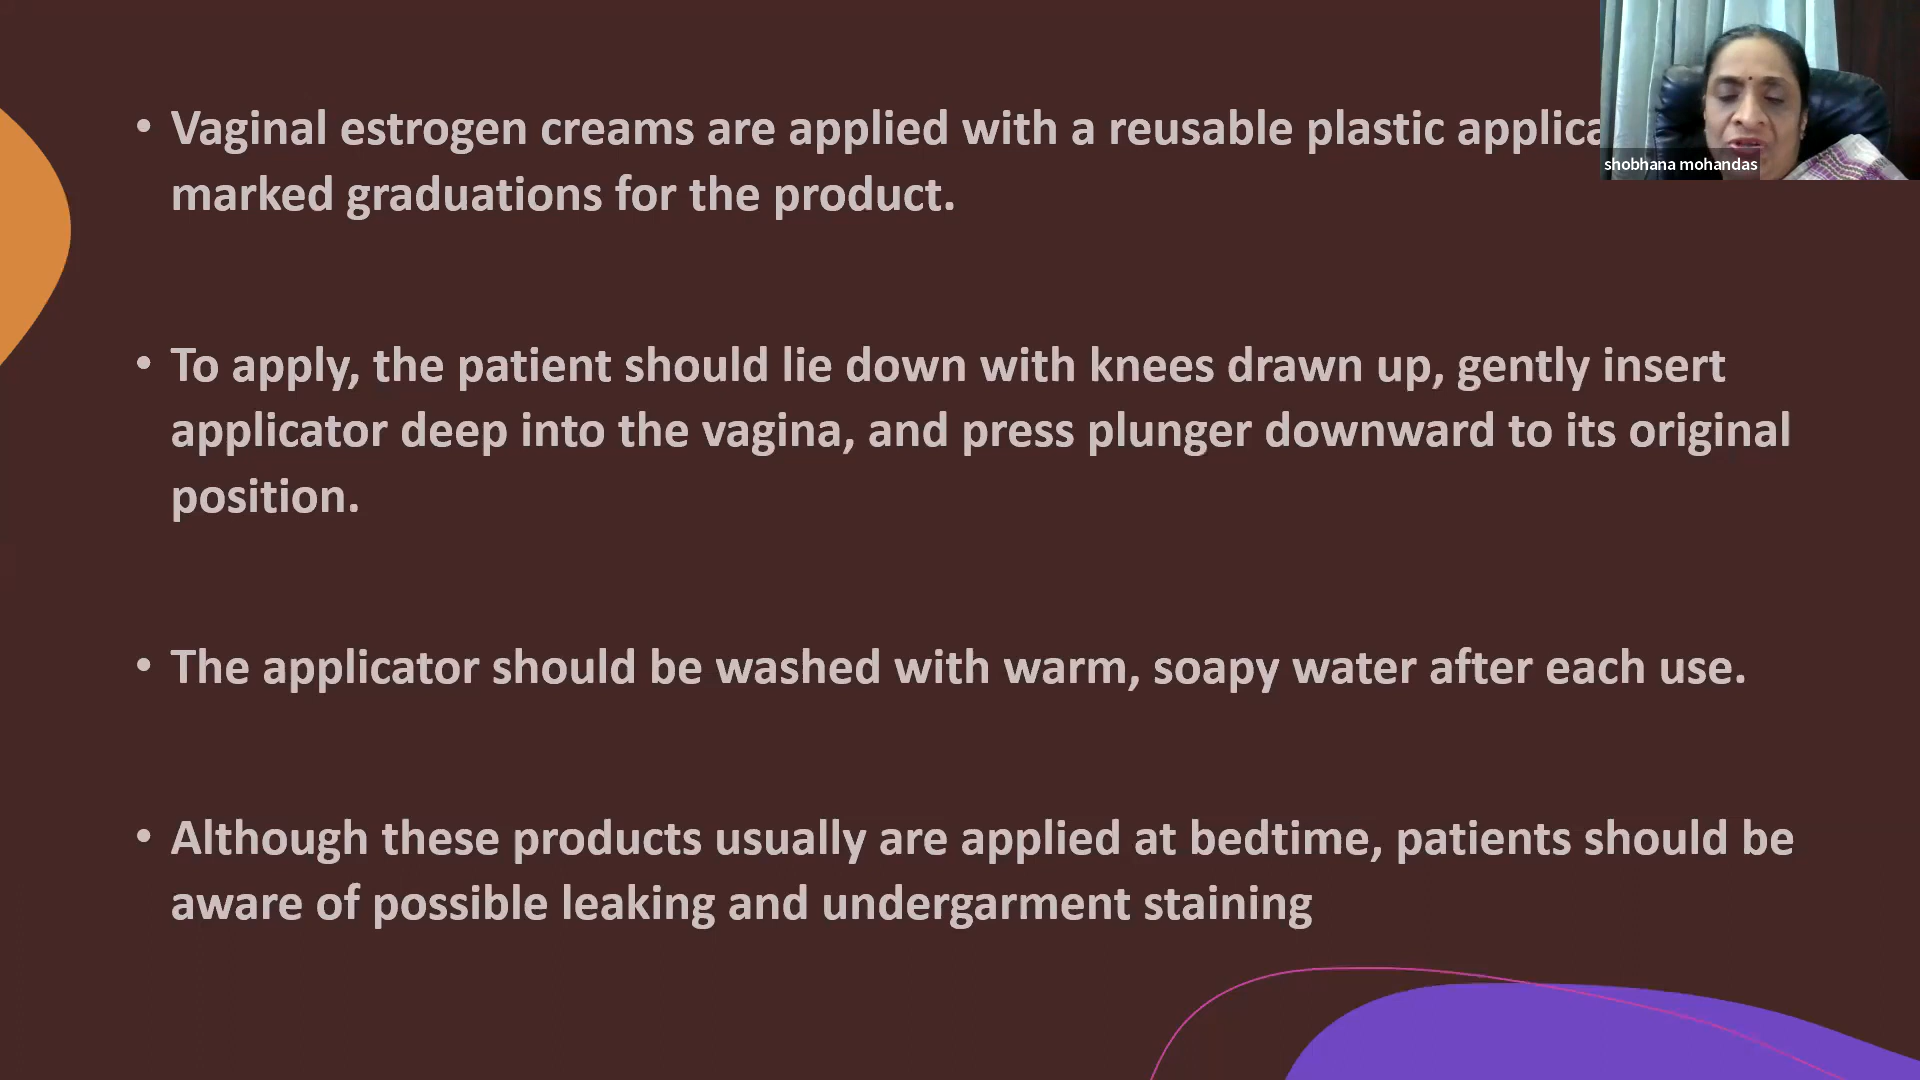 • Vaginal estrogen creams are applied with a reusable plastic
marked graduations for the product.
• To apply, the patient should lie down with knees drawn up, gently insert
applicator deep into the vagina, and press plunger downward to its original
position.
• The applicator should be washed with warm, soapy water after each use.
• Although these products usually are applied at bedtime, patients should be
aware of possible leaking and undergarment staining
shobhana mohandas